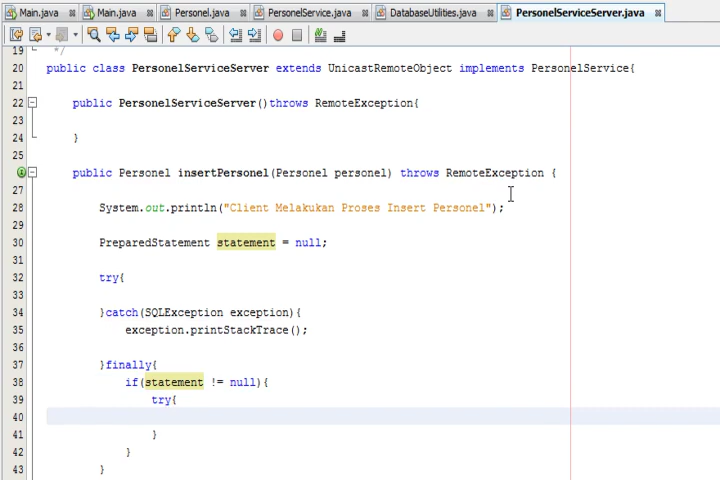 Main.java Main.java Personel.java PersonelService.java DatabaseUtilities.java PersonelServiceServer.java
19 */
20 public class PersonelServiceServer extends UnicastRemoteObject implements PersonelService{
21
22 public PersonelServiceServer()throws RemoteException{
23
24 }
25
public Personel insertPersonel(Personel personel) throws RemoteException {
27
28 System.out.println("Client Melakukan Proses Insert Personel");
29
30 PreparedStatement statement = null;
31
32 try{
33
34 }catch(SQLException exception){
35 exception.printStackTrace();
36
37 }finally{
38 if(statement != null){
39 try{
40
41 }
42 }
43 }